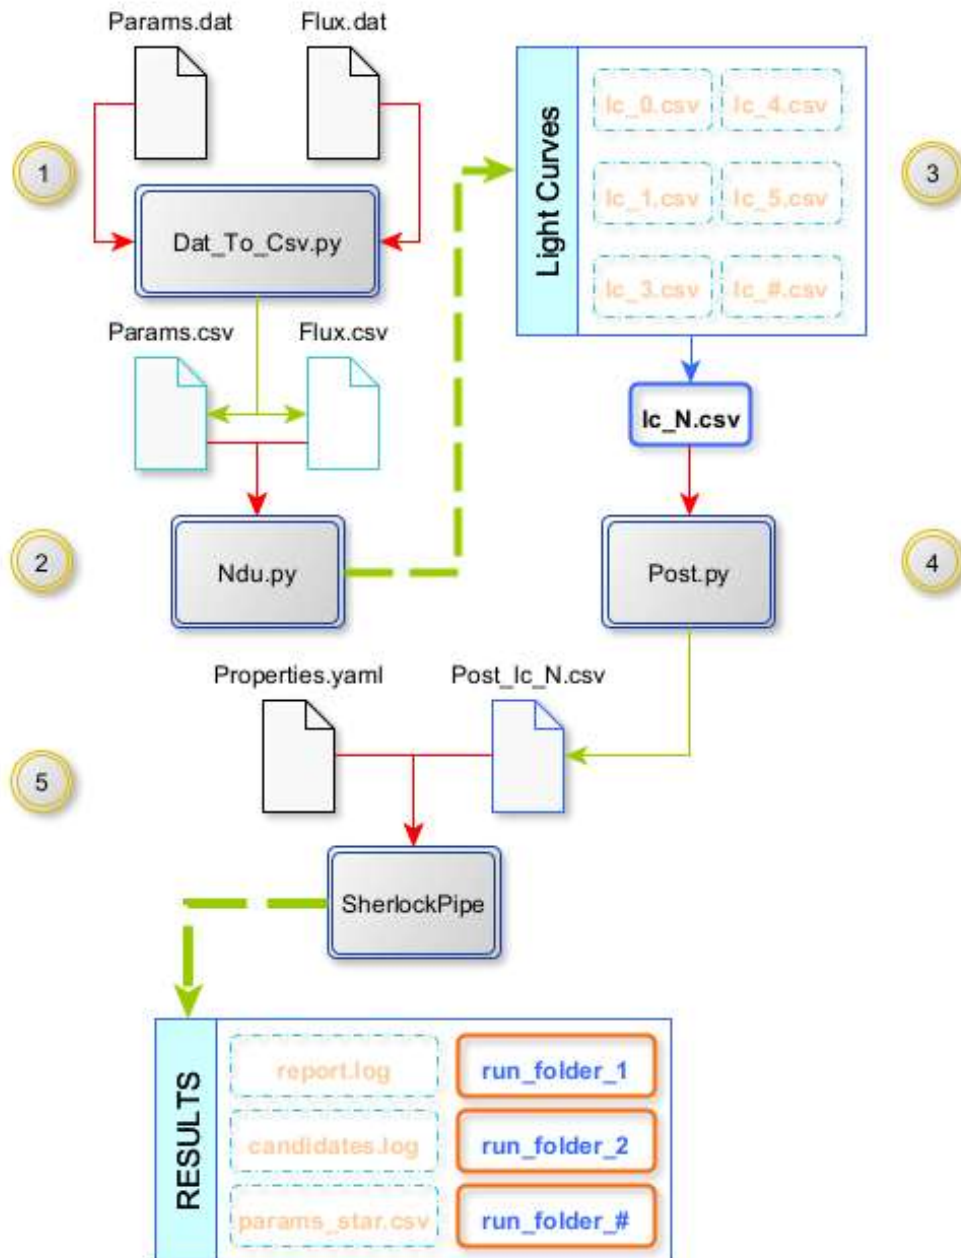 Params.dat
Flux.dat
1
Dat_To_Csv.py
Params.csv
Flux.csv
2
Ndu.py
3
Light Curves
lc_0.csv
lc_4.csv
lc_1.csv
lc_5.csv
lc_3.csv
lc_#.csv
lc_N.csv
4
Post.py
Properties.yaml
Post_lc_N.csv
5
SherlockPipe
RESULTS
report.log
run_folder_1
candidates.log
run_folder_2
params_star.csv
run_folder_#